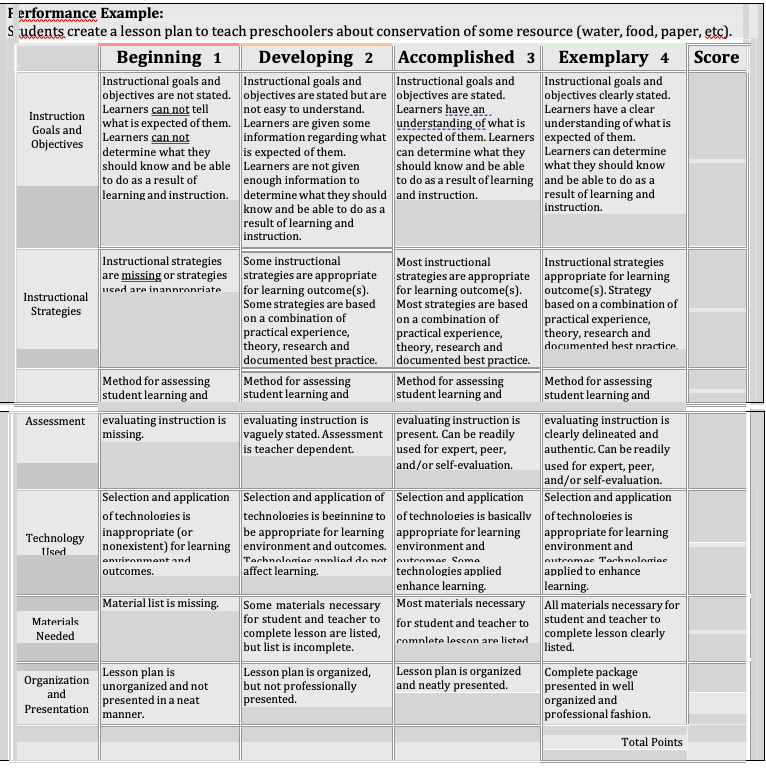 Performance Example:
Students create a lesson plan to teach preschoolers about conservation of some resource (water, food, paper, etc).
Beginning 1
Developing 2
Accomplished 3
Exemplary 4
Score
Instruction
Goals and
Objectives
Instructional goals and
objectives are not stated.
Learners can not tell
what is expected of them.
Learners can not
determine what they
should know and be able
to do as a result of
learning and instruction.
Instructional goals and
objectives are stated but are
not easy to understand.
Learners are given some
information regarding what
is expected of them.
Learners are not given
enough information to
determine what they should
know and be able to do as a
result of learning and
instruction.
Instructional goals and
objectives are stated.
Learners have an
understanding of what is
expected of them. Learners
can determine what they
should know and be able
to do as a result of learning
and instruction.
Instructional goals and
objectives clearly stated.
Learners have a clear
understanding of what is
expected of them.
Learners can determine
what they should know
and be able to do as a
result of learning and
instruction.
Instructional
Strategies
Instructional strategies
are missing or strategies
used are inappropriate
Some instructional
strategies are appropriate
for learning outcome(s).
Some strategies are based
on a combination of
practical experience,
theory, research and
documented best practice.
Most instructional
strategies are appropriate
for learning outcome(s).
Most strategies are based
on a combination of
practical experience,
theory, research and
documented best practice.
Instructional strategies
appropriate for learning
outcome(s). Strategy
based on a combination of
practical experience,
theory, research and
documented best practice.
Assessment
Method for assessing
student learning and
evaluating instruction is
missing.
Method for assessing
student learning and
evaluating instruction is
vaguely stated. Assessment
is teacher dependent.
Method for assessing
student learning and
evaluating instruction is
present. Can be readily
used for expert, peer,
and/or self-evaluation.
Method for assessing
student learning and
evaluating instruction is
clearly delineated and
authentic. Can be readily
used for expert, peer,
and/or self-evaluation.
Technology
Used
Selection and application
of technologies is
inappropriate (or
nonexistent) for learning
environment and
outcomes.
Selection and application of
technologies is beginning to
be appropriate for learning
environment and outcomes.
Technologies applied do not
affect learning.
Selection and application
of technologies is basically
appropriate for learning
environment and
outcomes. Some
technologies applied
enhance learning.
Selection and application
of technologies is
appropriate for learning
environment and
outcomes. Technologies
applied to enhance
learning.
Materials
Needed
Material list is missing.
Some materials necessary
for student and teacher to
complete lesson are listed,
but list is incomplete.
Most materials necessary
for student and teacher to
complete lesson are listed
All materials necessary for
student and teacher to
complete lesson clearly
listed.
Organization
and
Presentation
Lesson plan is
unorganized and not
presented in a neat
manner.
Lesson plan is organized,
but not professionally
presented.
Lesson plan is organized
and neatly presented.
Complete package
presented in well
organized and
professional fashion.
Total Points